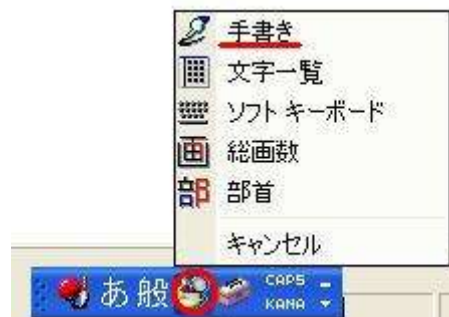 手書き
文字一覧
ソフト キーボード
総画数
部首
キャンセル
あ 般 CAPS
KANA